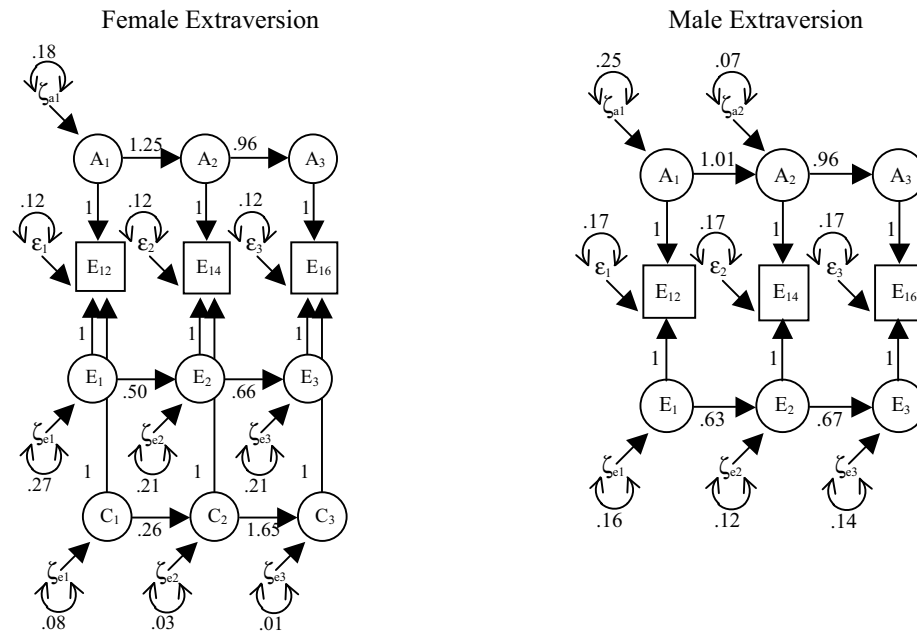 Female Extraversion Male Extraversion
.18 .25 .07
ζa1 ζa1 ζa2
A1 1.25 A2 .96 A3 A1 1.01 A2 .96 A3
.12 1 .12 1 .12 1 .17 1 .17 1 .17 1
ε1 ε2 ε3 ε1 ε2 ε3
E12 E14 E16 E12 E14 E16
1 1 1 1 1 1
E1 .50 E2 .66 E3 E1 .63 E2 .67 E3
ζe1 ζe2 ζe3 ζe1 ζe2 ζe3
.27 1 .21 1 .21 1 .16 .12 .14
C1 .26 C2 1.65 C3
ζe1 ζe2 ζe3
.08 .03 .01